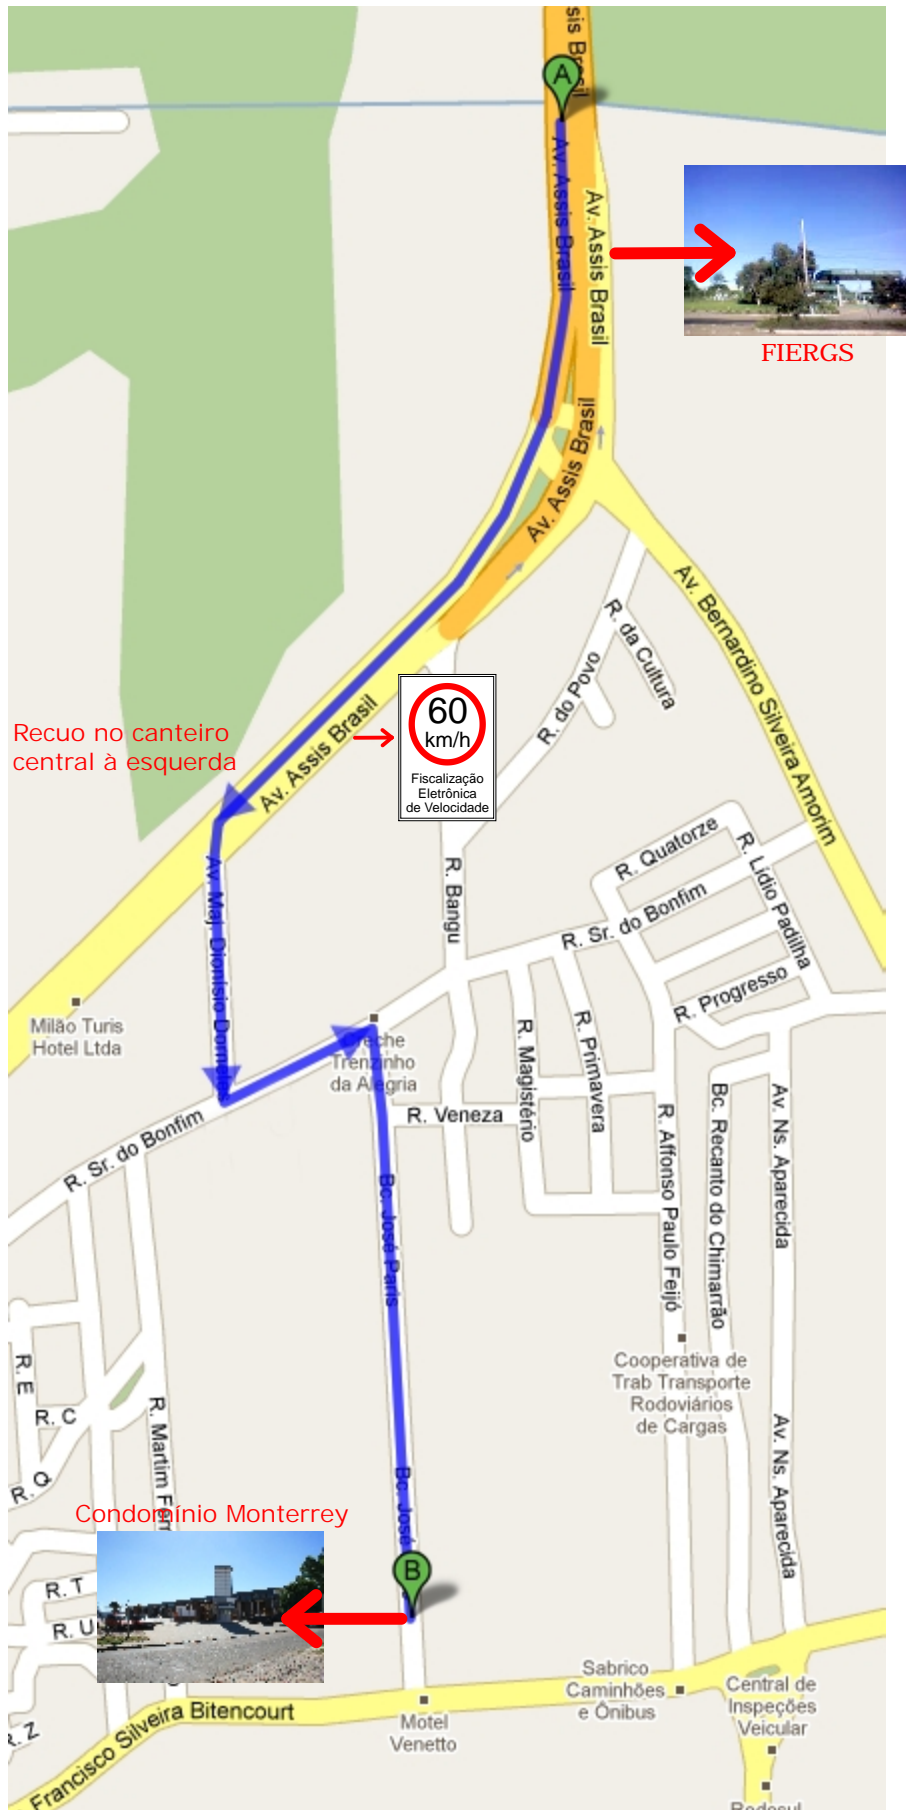 sis Brasil
A
Av. Assis Brasil
Av. Assis Brasil
FIERGS
Av. Assis Brasil
Av. Bernardino Silveira Amorim
R. da Cultura
R. do Povo
Recuo no canteiro
central à esquerda
Av. Assis Brasil
60
km/h
Fiscalização
Eletrônica
de Velocidade
R. Quatorze
R. Lídio Padilha
R. Bangu
R. Sr. do Bonfim
Av. Maj. Dionísio
R. Progresso
Milão Turis
Hotel Ltda
Creche
Trenzinho
da Alegria
R. Magistério
R. Primavera
R. Veneza
R. Sr. do Bonfim
R. Affonso Paulo Feijó
Bc. Recanto do Chimarrão
Av. Ns. Aparecida
Bc. José Paris
R. E
R. C
R. Q
R. Martim Fer
Cooperativa de
Trab Transporte
Rodoviários
de Cargas
Av. Ns. Aparecida
Bc. José
Condomínio Monterrey
B
R. T
R. U
R. Z
Francisco Silveira Bitencourt
Motel
Venetto
Sabrico
Caminhões
e Ônibus
Central de
Inspeções
Veicular